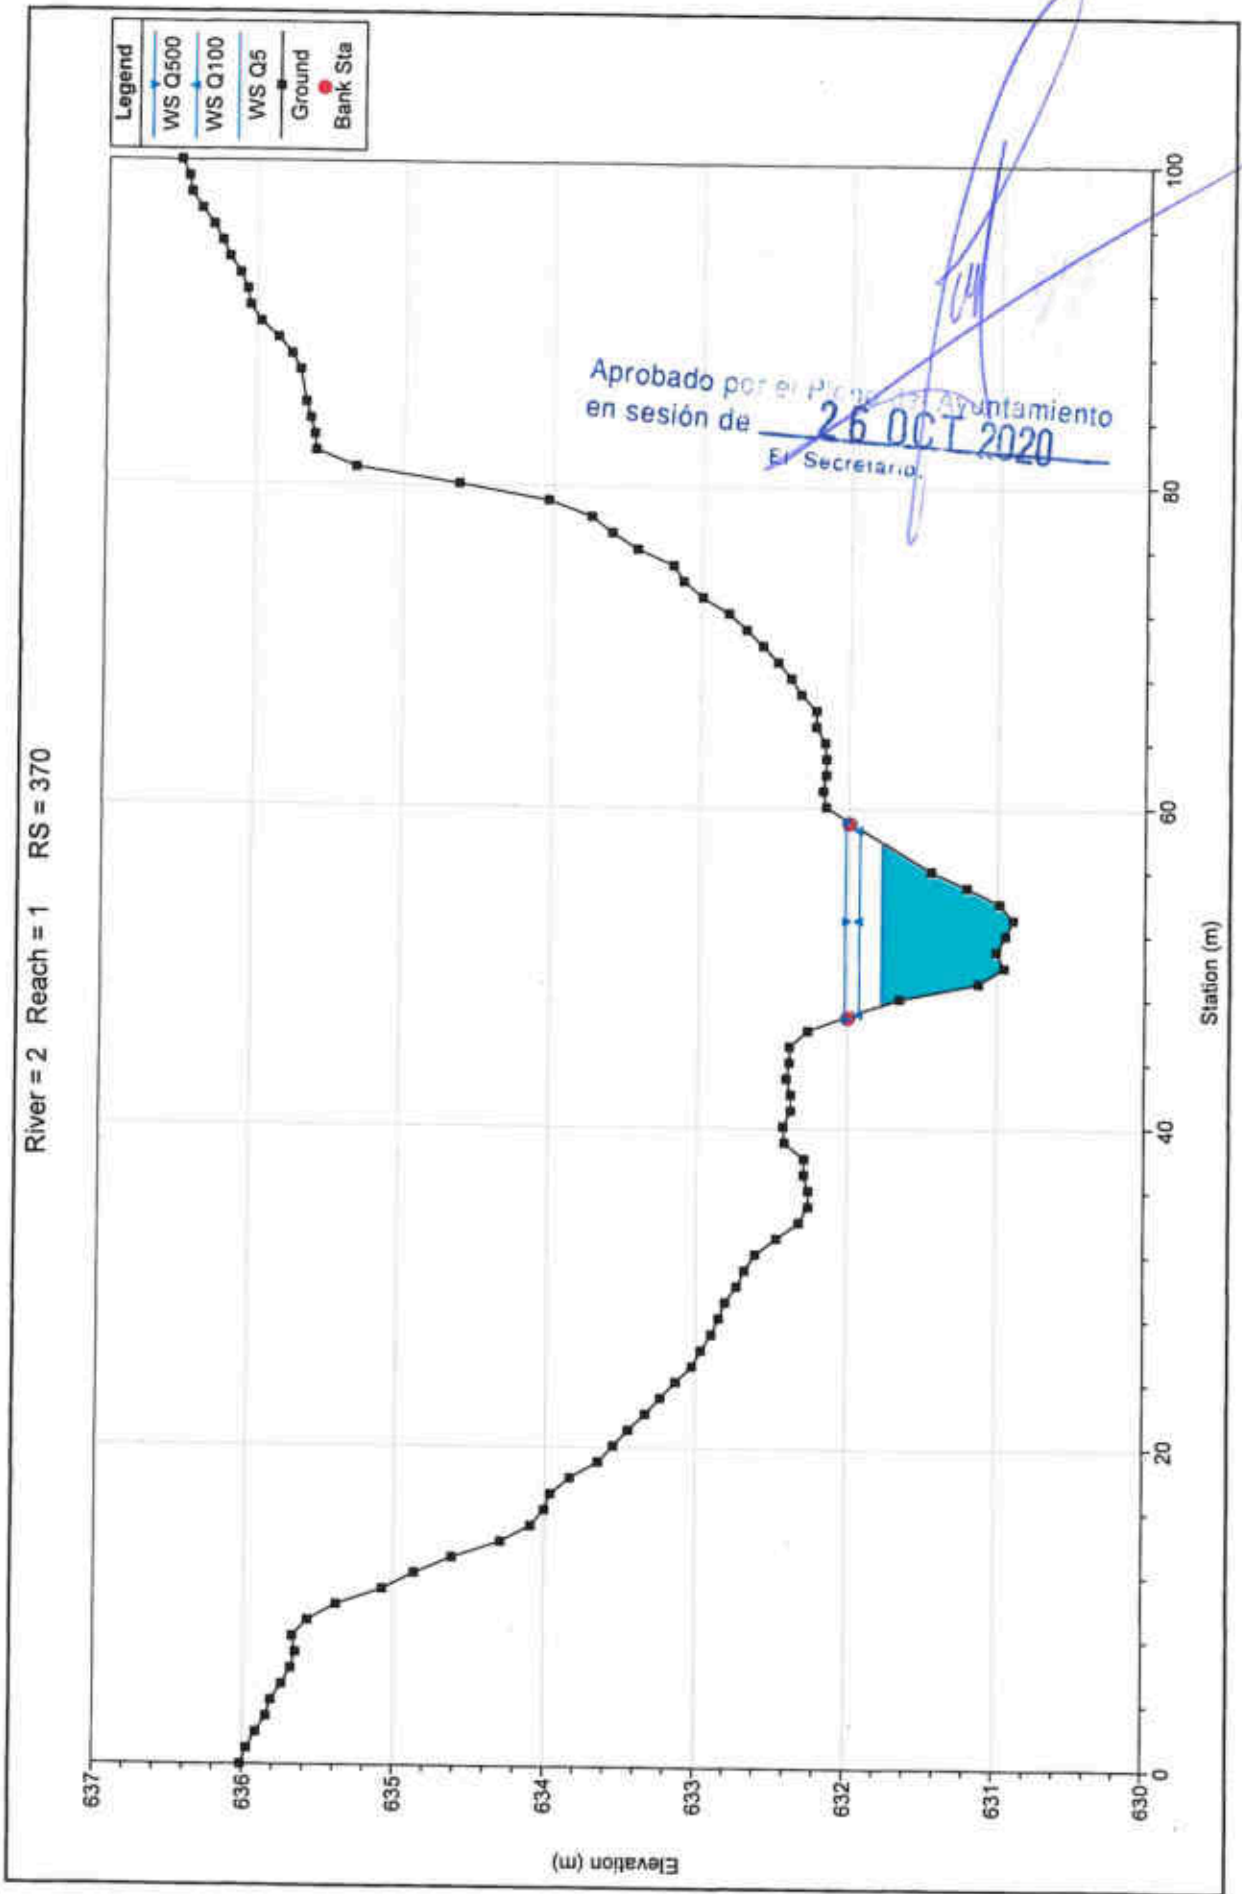 River = 2 Reach = 1 RS = 370
Legend
WS Q500
WS Q100
WS Q5
Ground
Bank Sta
Aprobado por el Ayuntamiento
en sesión de 26 OCT 2020
El Secretario.
Elevation (m)
637
636
635
634
633
632
631
630
0
20
40
60
80
100
Station (m)